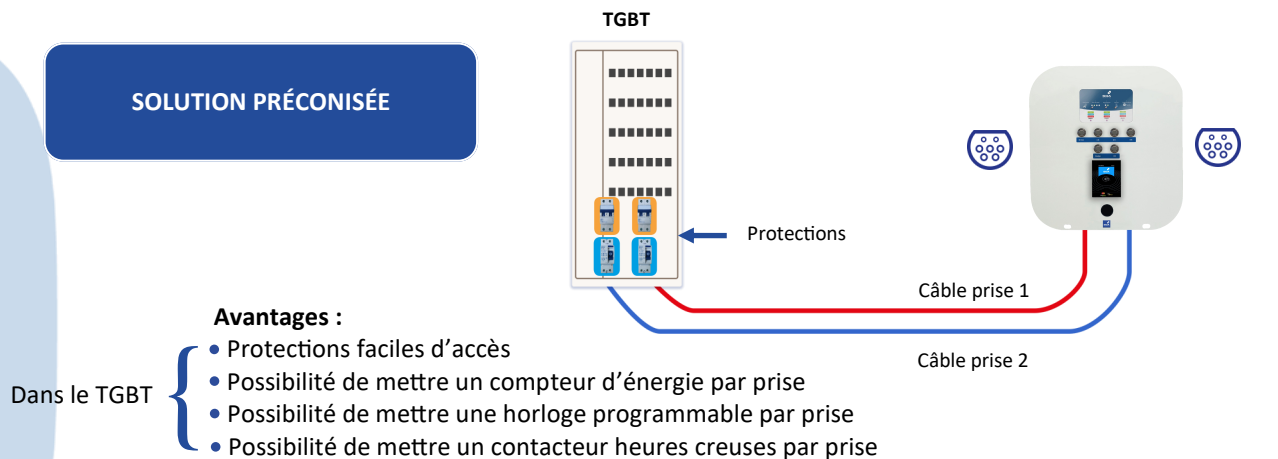 TGBT
SOLUTION PRÉCONISÉE
Protections
Câble prise 1
Câble prise 2
Avantages :
Dans le TGBT
• Protections faciles d’accès
• Possibilité de mettre un compteur d’énergie par prise
• Possibilité de mettre une horloge programmable par prise
• Possibilité de mettre un contacteur heures creuses par prise